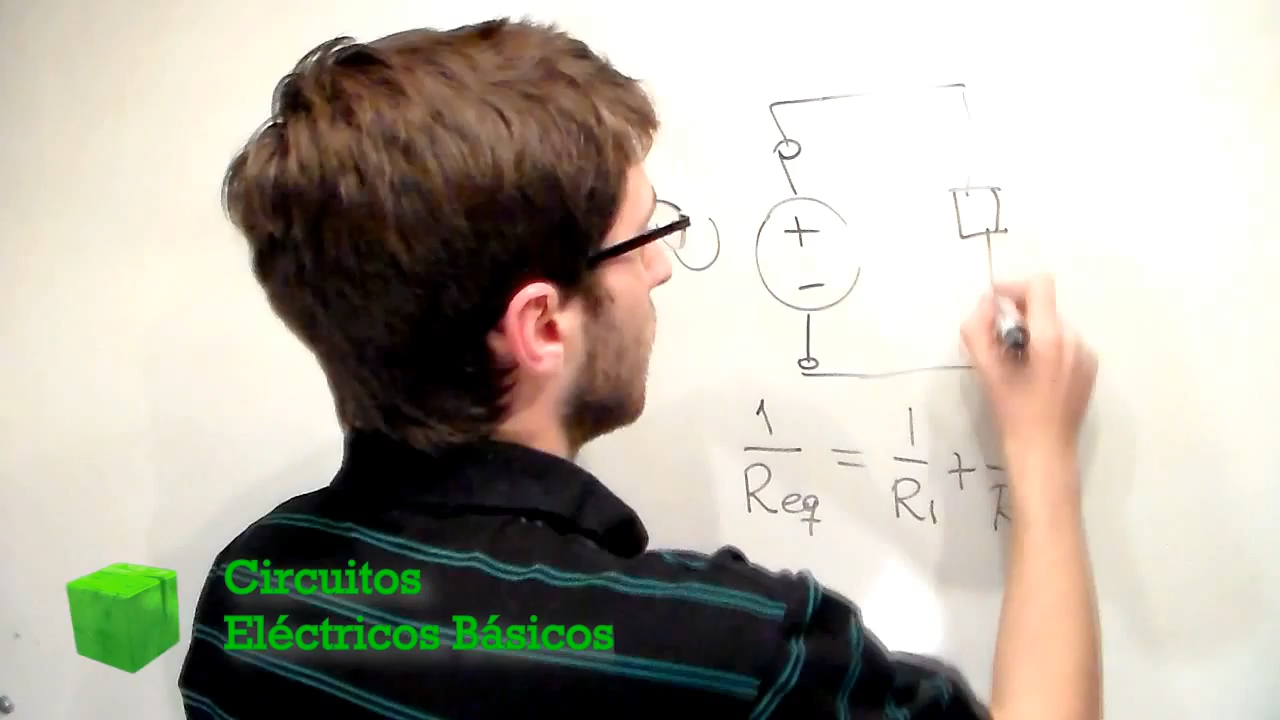 +
−
1/Req = 1/R1 +
Circuitos
Eléctricos Básicos